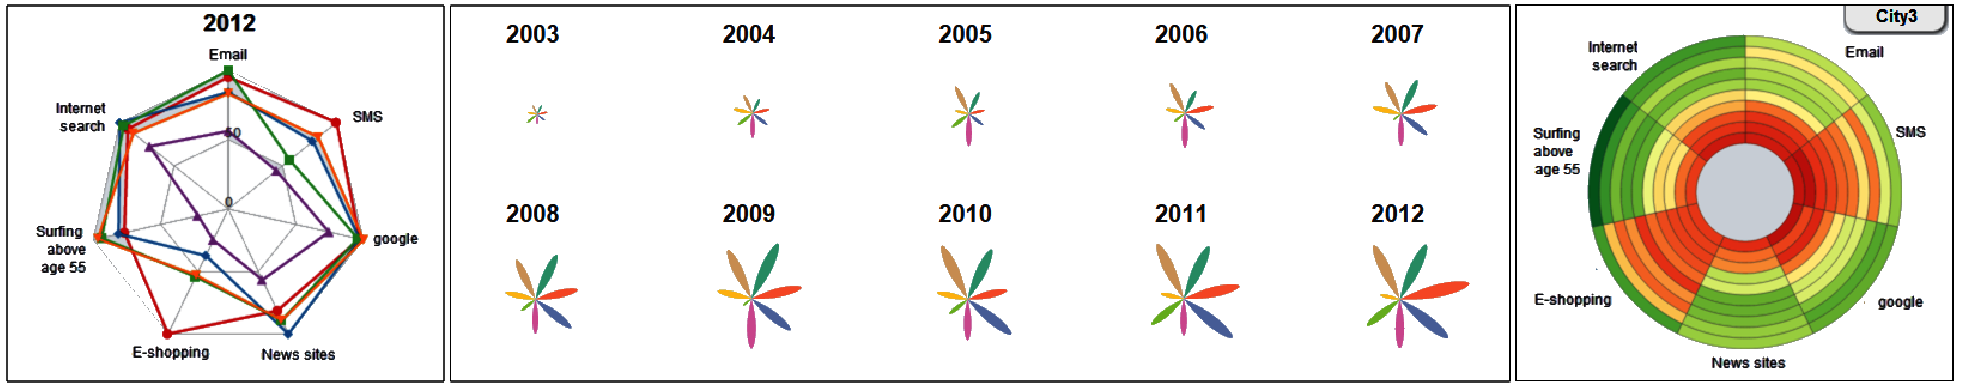 2012
Email
Internet
search
SMS
50
0
Surfing
above
age 55
google
E-shopping
News sites
2003
2004
2005
2006
2007
2008
2009
2010
2011
2012
City3
Internet
search
Email
Surfing
above
age 55
SMS
E-shopping
google
News sites